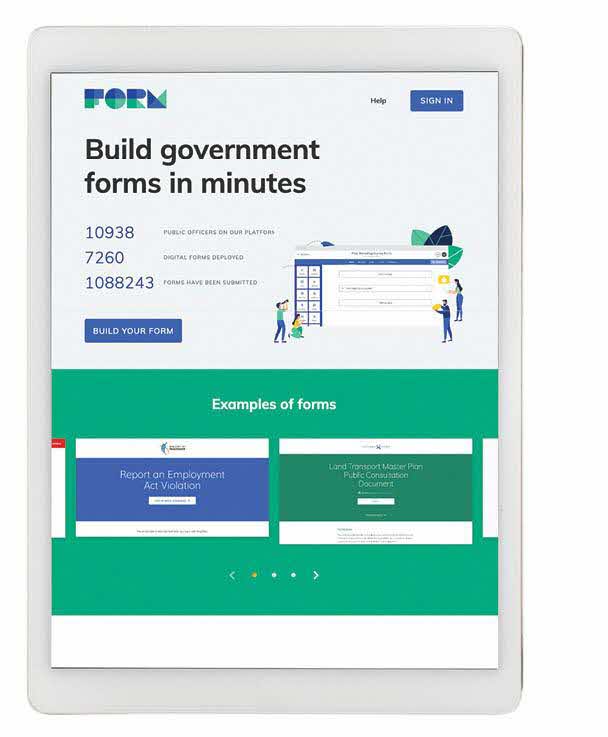 FORM
Help
SIGN IN
Build government
forms in minutes
10938 PUBLIC OFFICERS ON OUR PLATFORM
7260 DIGITAL FORMS DEPLOYED
1088243 FORMS HAVE BEEN SUBMITTED
BUILD YOUR FORM
Examples of forms
Report an Employment
Act Violation
Land Transport Master Plan
Public Consultation
Document